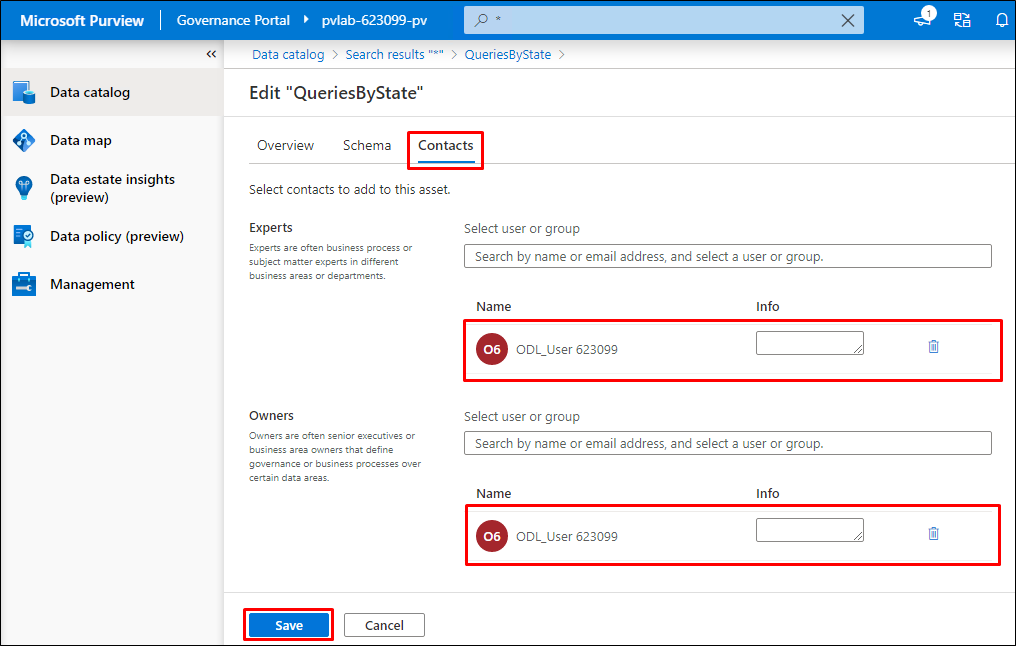 Microsoft Purview Governance Portal pvlab-623099-pv *
1
Data catalog > Search results "*" > QueriesByState >
Data catalog
Data map
Data estate insights
(preview)
Data policy (preview)
Management
Edit "QueriesByState"
Overview Schema Contacts
Select contacts to add to this asset.
Experts
Experts are often business process or
subject matter experts in different
business areas or departments.
Select user or group
Search by name or email address, and select a user or group.
Name Info
O6 ODL_User 623099
Owners
Owners are often senior executives or
business area owners that define
governance or business processes over
certain data areas.
Select user or group
Search by name or email address, and select a user or group.
Name Info
O6 ODL_User 623099
Save Cancel